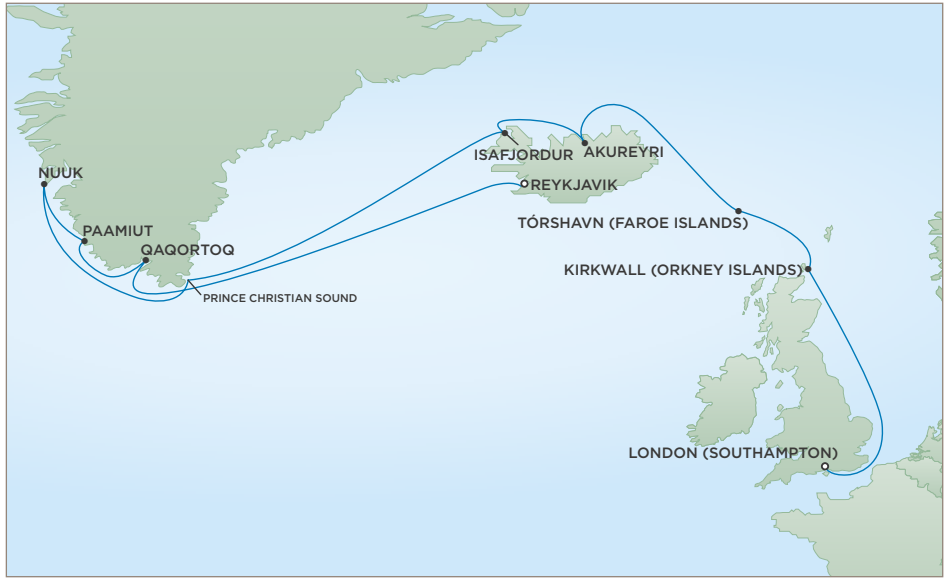 ISAFJORDUR
AKUREYRI
NUUK
REYKJAVIK
TÓRSHAVN (FAROE ISLANDS)
PAAMIUT
QAQORTOQ
KIRKWALL (ORKNEY ISLANDS)
PRINCE CHRISTIAN SOUND
LONDON (SOUTHAMPTON)